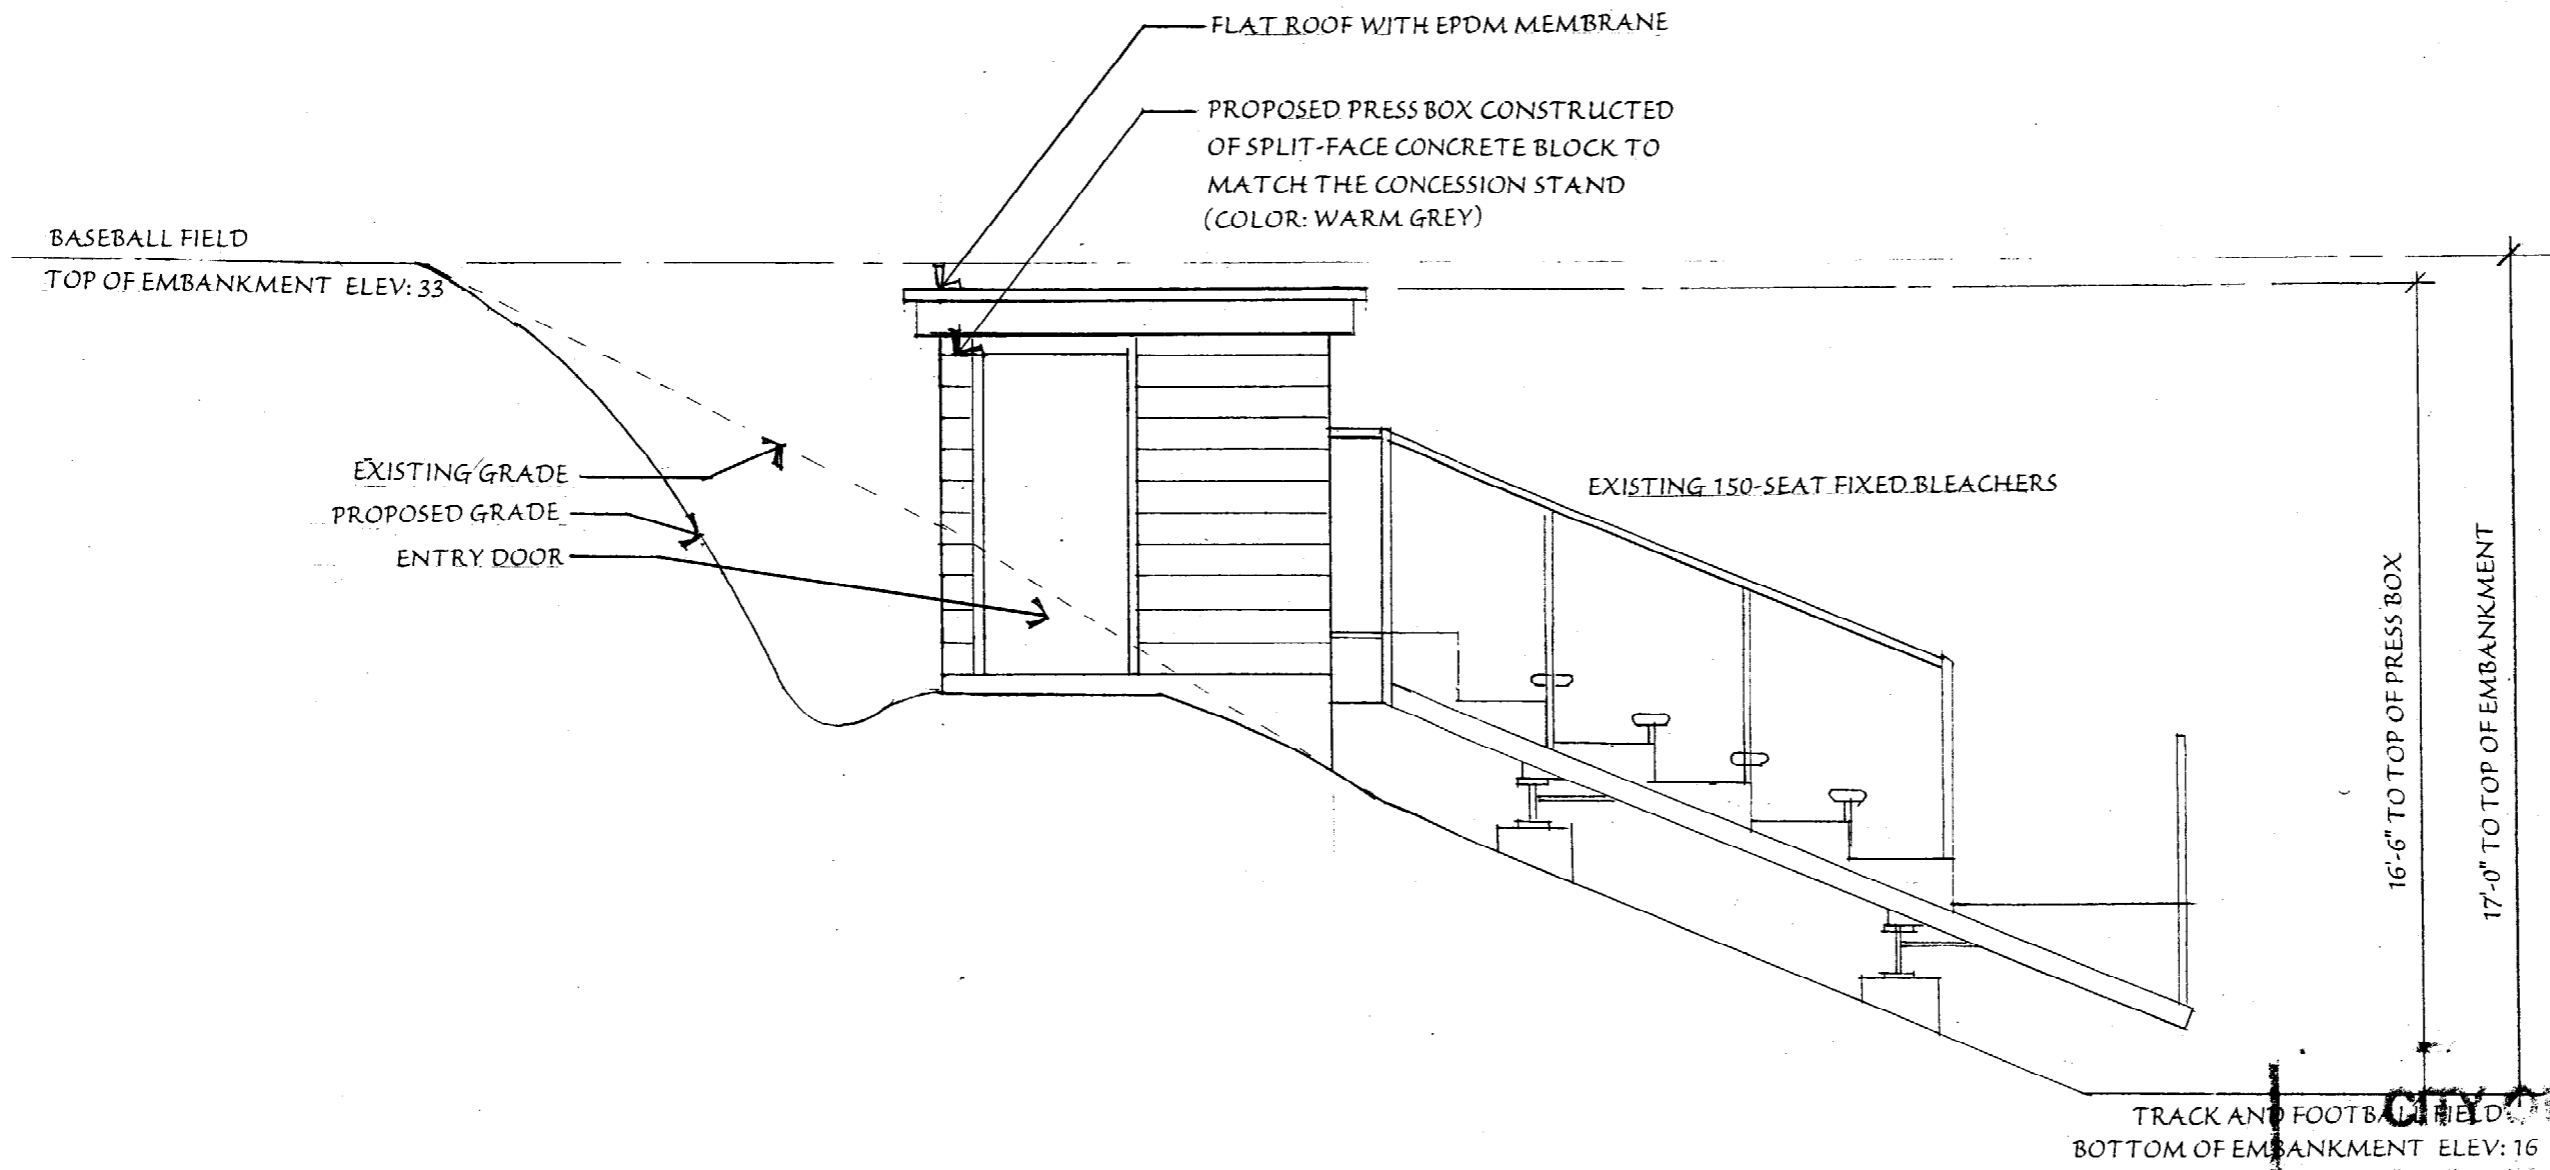 FLAT ROOF WITH EPDM MEMBRANE
PROPOSED PRESS BOX CONSTRUCTED
OF SPLIT-FACE CONCRETE BLOCK TO
MATCH THE CONCESSION STAND
(COLOR: WARM GREY)
BASEBALL FIELD
TOP OF EMBANKMENT ELEV: 33
EXISTING GRADE
PROPOSED GRADE
ENTRY DOOR
EXISTING 150-SEAT FIXED BLEACHERS
16'-6" TO TOP OF PRESS BOX
17'-0" TO TOP OF EMBANKMENT
CITY
TRACK AND FOOTBALL FIELD
BOTTOM OF EMBANKMENT ELEV: 16